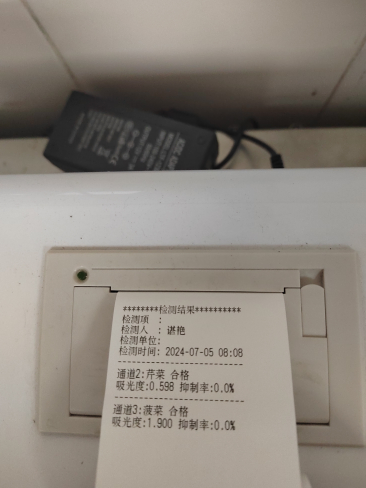 ********检测结果**********
检测项 :
检测人 : 谌艳
检测单位:
检测时间: 2024-07-05 08:08
------------------------
通道2:芹菜 合格
吸光度:0.598 抑制率:0.0%
------------------------
通道3:菠菜 合格
吸光度:1.900 抑制率:0.0%